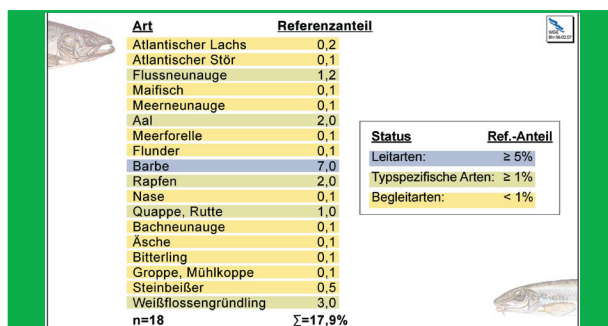 Art Referenzanteil
Atlantischer Lachs 0,2
Atlantischer Stör 0,1
Flussneunauge 1,2
Maifisch 0,1
Meerneunauge 0,1
Aal 2,0
Meerforelle 0,1
Flunder 0,1
Barbe 7,0
Rapfen 2,0
Nase 0,1
Quappe, Rutte 1,0
Bachneunauge 0,1
Äsche 0,1
Bitterling 0,1
Groppe, Mühlkoppe 0,1
Steinbeißer 0,5
Weißflossengründling 3,0
n=18 ∑=17,9%
Status Ref.-Anteil
Leitarten: ≥ 5%
Typspezifische Arten: ≥ 1%
Begleitarten: < 1%